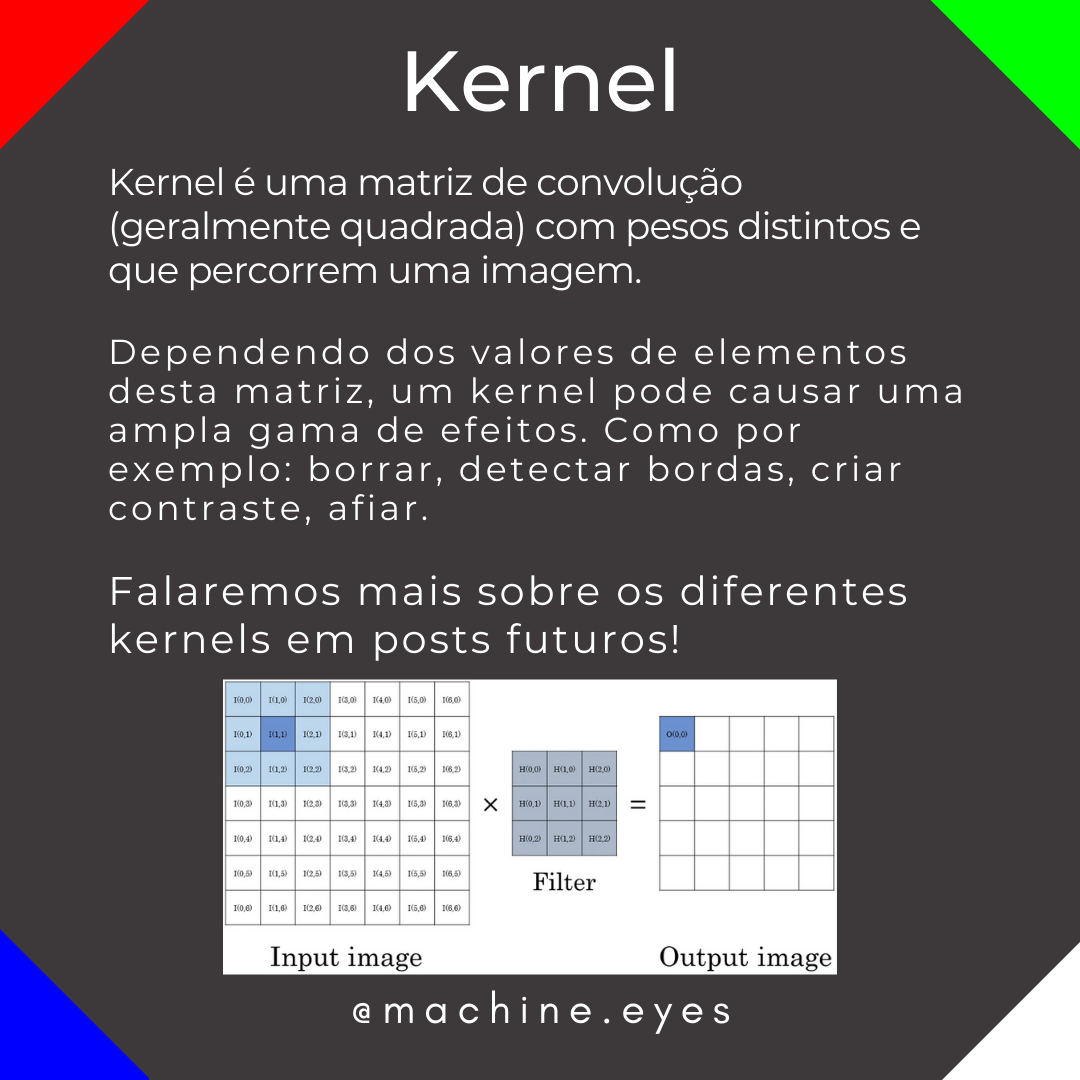 Kernel
Kernel é uma matriz de convolução
(geralmente quadrada) com pesos distintos e
que percorrem uma imagem.
Dependendo dos valores de elementos
desta matriz, um kernel pode causar uma
ampla gama de efeitos. Como por
exemplo: borrar, detectar bordas, criar
contraste, afiar.
Falaremos mais sobre os diferentes
kernels em posts futuros!
I(0,0) I(1,0) I(2,0) I(3,0) I(4,0) I(5,0) I(6,0)
I(0,1) I(1,1) I(2,1) I(3,1) I(4,1) I(5,1) I(6,1)
I(0,2) I(1,2) I(2,2) I(3,2) I(4,2) I(5,2) I(6,2)
I(0,3) I(1,3) I(2,3) I(3,3) I(4,3) I(5,3) I(6,3)
I(0,4) I(1,4) I(2,4) I(3,4) I(4,4) I(5,4) I(6,4)
I(0,5) I(1,5) I(2,5) I(3,5) I(4,5) I(5,5) I(6,5)
I(0,6) I(1,6) I(2,6) I(3,6) I(4,6) I(5,6) I(6,6)
Input image
×
H(0,0) H(1,0) H(2,0)
H(0,1) H(1,1) H(2,1)
H(0,2) H(1,2) H(2,2)
Filter
=
O(0,0)
Output image
@machine.eyes